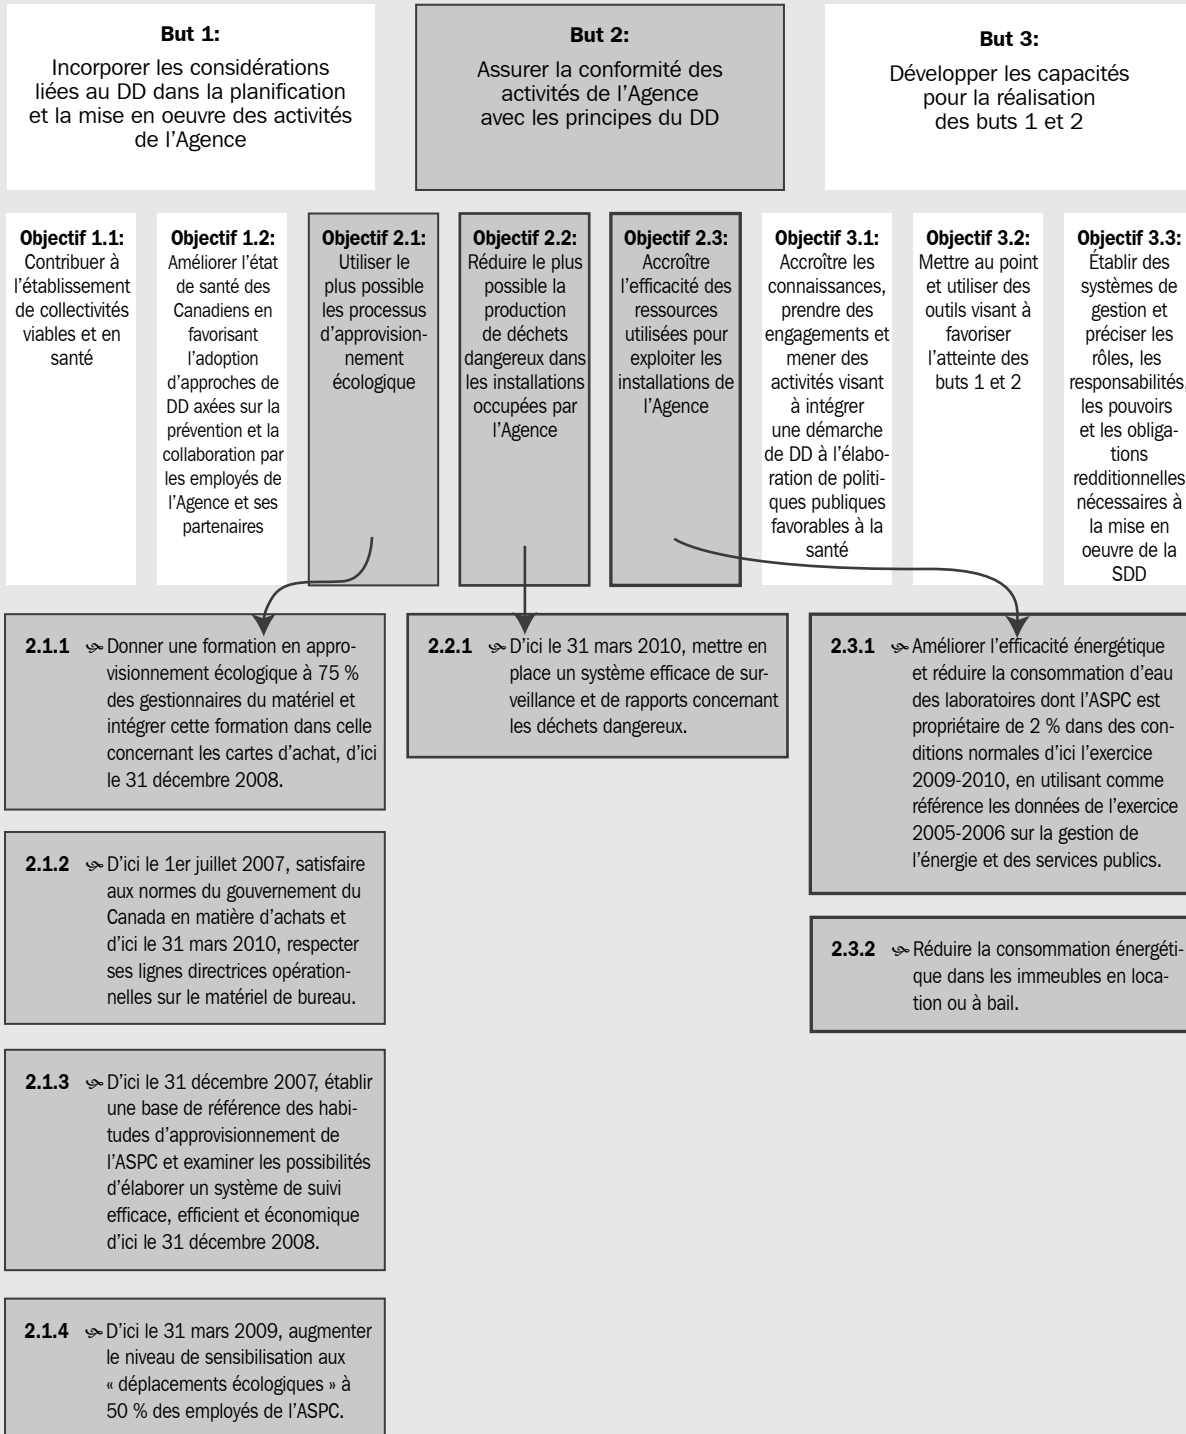 But 1:
Incorporer les considérations
liées au DD dans la planification
et la mise en oeuvre des activités
de l'Agence
But 2:
Assurer la conformité des
activités de l'Agence
avec les principes du DD
But 3:
Développer les capacités
pour la réalisation
des buts 1 et 2
Objectif 1.1:
Contribuer à
l'établissement
de collectivités
viables et en
santé
Objectif 1.2:
Améliorer l'état
de santé des
Canadiens en
favorisant
l'adoption
d'approches de
DD axées sur la
prévention et la
collaboration par
les employés de
l'Agence et ses
partenaires
Objectif 2.1:
Utiliser le
plus possible
les processus
d'approvision-
nement
écologique
Objectif 2.2:
Réduire le plus
possible la
production
de déchets
dangereux dans
les installations
occupées par
l'Agence
Objectif 2.3:
Accroître
l'efficacité des
ressources
utilisées pour
exploiter les
installations de
l'Agence
Objectif 3.1:
Accroître les
connaissances,
prendre des
engagements et
mener des
activités visant
à intégrer
une démarche
de DD à l'élabo-
ration de politi-
ques publiques
favorables à la
santé
Objectif 3.2:
Mettre au point
et utiliser des
outils visant à
favoriser
l'atteinte des
buts 1 et 2
Objectif 3.3:
Établir des
systèmes de
gestion et
préciser les
rôles, les
responsabilités,
les pouvoirs
et les obliga-
tions
redditionnelles
nécessaires à
la mise en
oeuvre de la
SDD
2.1.1 Donner une formation en appro-
visionnement écologique à 75 %
des gestionnaires du matériel et
intégrer cette formation dans celle
concernant les cartes d'achat, d'ici
le 31 décembre 2008.
2.1.2 D'ici le 1er juillet 2007, satisfaire
aux normes du gouvernement du
Canada en matière d'achats et
d'ici le 31 mars 2010, respecter
ses lignes directrices opération-
nelles sur le matériel de bureau.
2.1.3 D'ici le 31 décembre 2007, établir
une base de référence des habi-
tudes d'approvisionnement de
l'ASPC et examiner les possibilités
d'élaborer un système de suivi
efficace, efficient et économique
d'ici le 31 décembre 2008.
2.1.4 D'ici le 31 mars 2009, augmenter
le niveau de sensibilisation aux
« déplacements écologiques » à
50 % des employés de l'ASPC.
2.2.1 D'ici le 31 mars 2010, mettre en
place un système efficace de sur-
veillance et de rapports concernant
les déchets dangereux.
2.3.1 Améliorer l'efficacité énergétique
et réduire la consommation d'eau
des laboratoires dont l'ASPC est
propriétaire de 2 % dans des con-
ditions normales d'ici l'exercice
2009-2010, en utilisant comme
référence les données de l'exercice
2005-2006 sur la gestion de
l'énergie et des services publics.
2.3.2 Réduire la consommation énergéti-
que dans les immeubles en loca-
tion ou à bail.